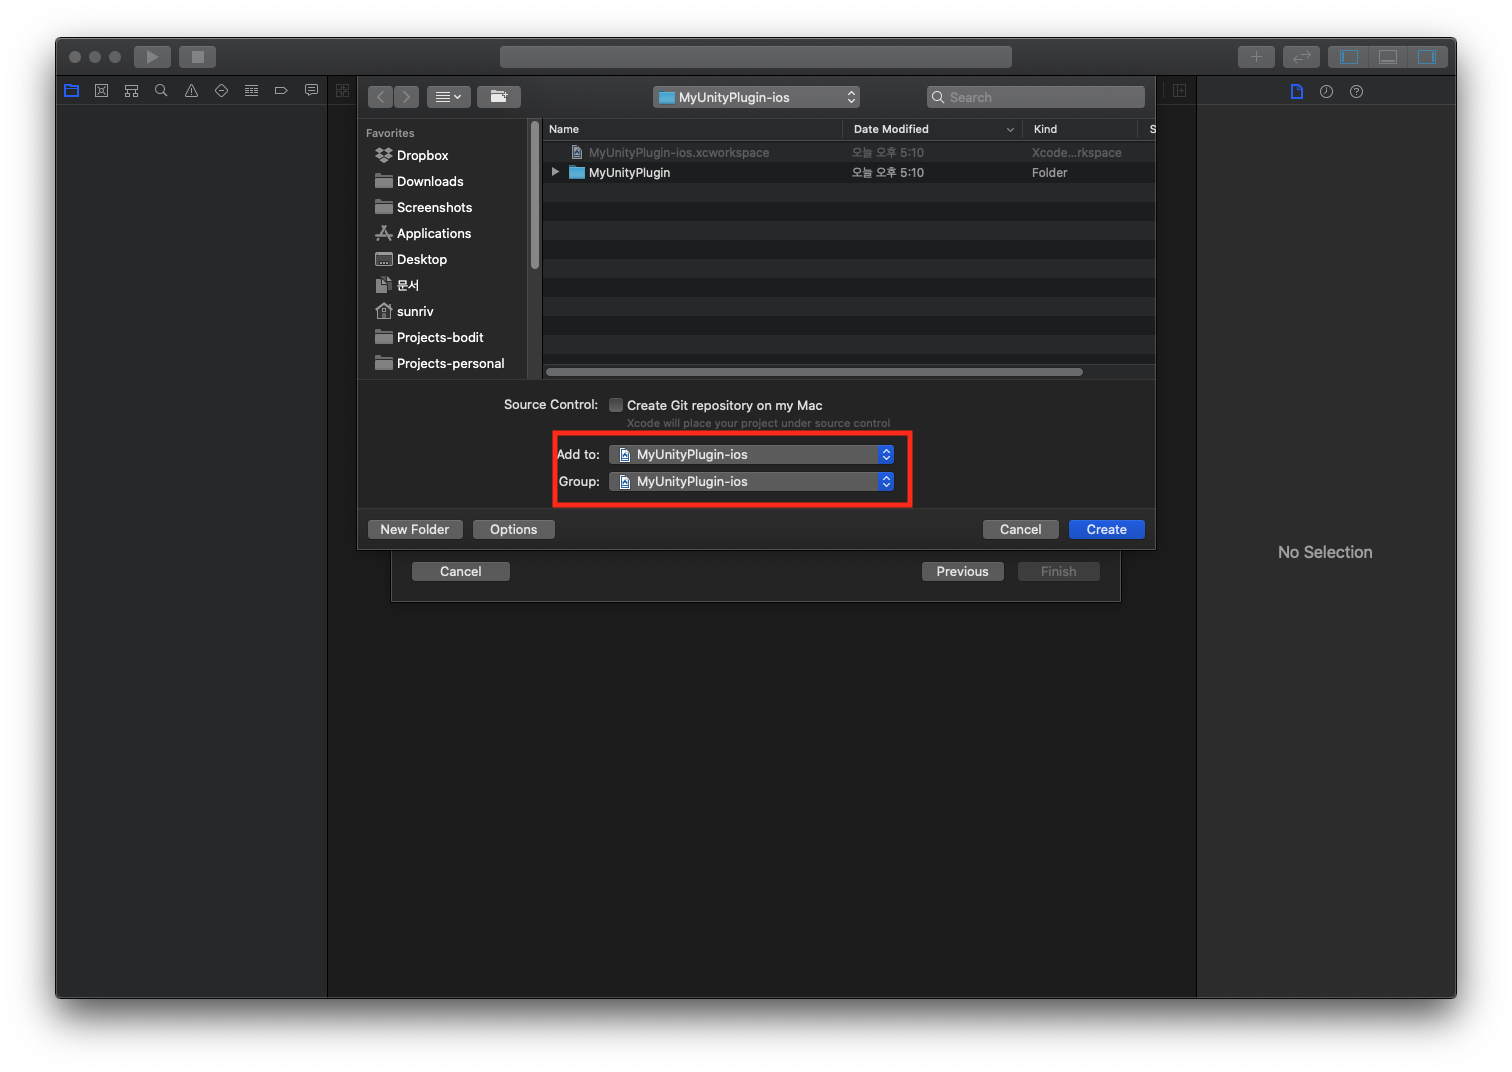 MyUnityPlugin-ios
Search
Favorites
Dropbox
Downloads
Screenshots
Applications
Desktop
문서
sunriv
Projects-bodit
Projects-personal
Name Date Modified Kind S
MyUnityPlugin-ios.xcworkspace 오늘 오후 5:10 Xcode...rkspace
MyUnityPlugin 오늘 오후 5:10 Folder
Source Control: Create Git repository on my Mac
Xcode will place your project under source control
Add to: MyUnityPlugin-ios
Group: MyUnityPlugin-ios
New Folder Options Cancel Create
Cancel Previous Finish
No Selection